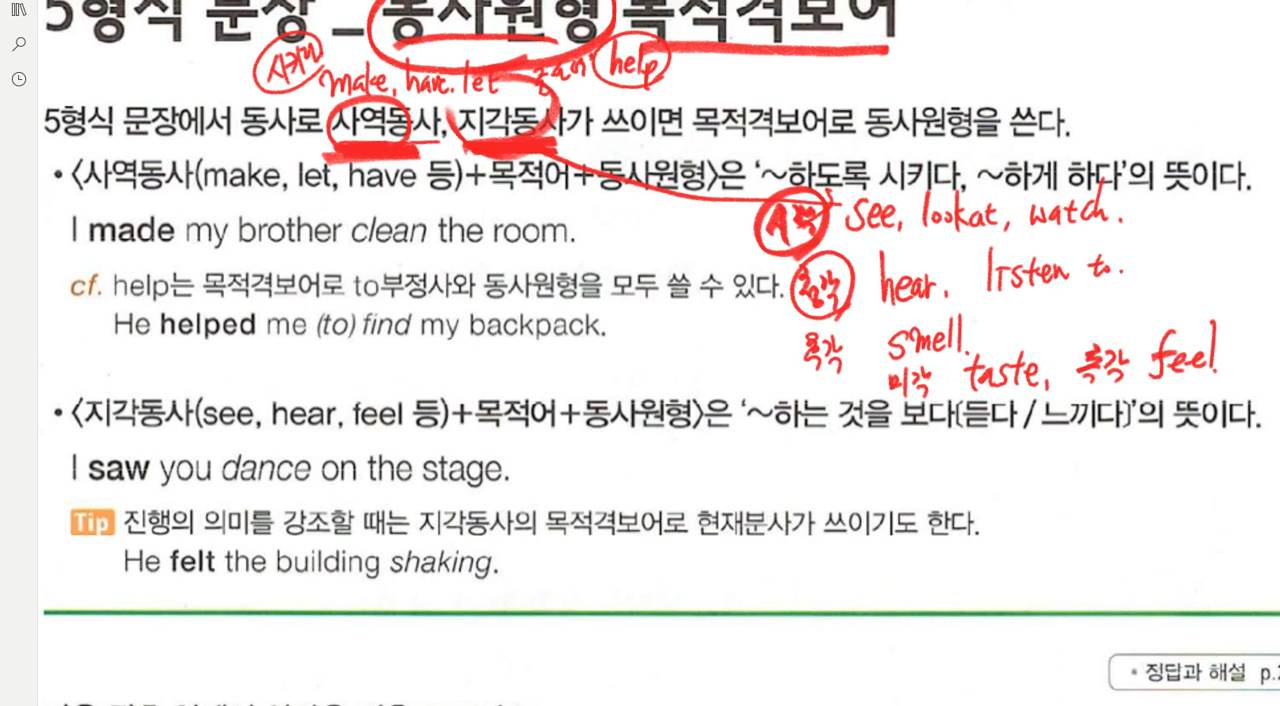 5형식 문장 _ 동사원형 목적격보어
시키다
make, have. let
help
5형식 문장에서 동사로 사역동사, 지각동사가 쓰이면 목적격보어로 동사원형을 쓴다.
• 〈사역동사(make, let, have 등)+목적어+동사원형〉은 ‘~하도록 시키다, ~하게 하다’의 뜻이다.
시각 see, lookat, watch.
I made my brother clean the room.
cf. help는 목적격보어로 to부정사와 동사원형을 모두 쓸 수 있다.
청각 hear. listen to.
He helped me (to) find my backpack.
smell.
미각 taste, 촉각 feel
• 〈지각동사(see, hear, feel 등)+목적어+동사원형〉은 ‘~하는 것을 보다[듣다 / 느끼다]’의 뜻이다.
I saw you dance on the stage.
Tip 진행의 의미를 강조할 때는 지각동사의 목적격보어로 현재분사가 쓰이기도 한다.
He felt the building shaking.
• 정답과 해설 p.